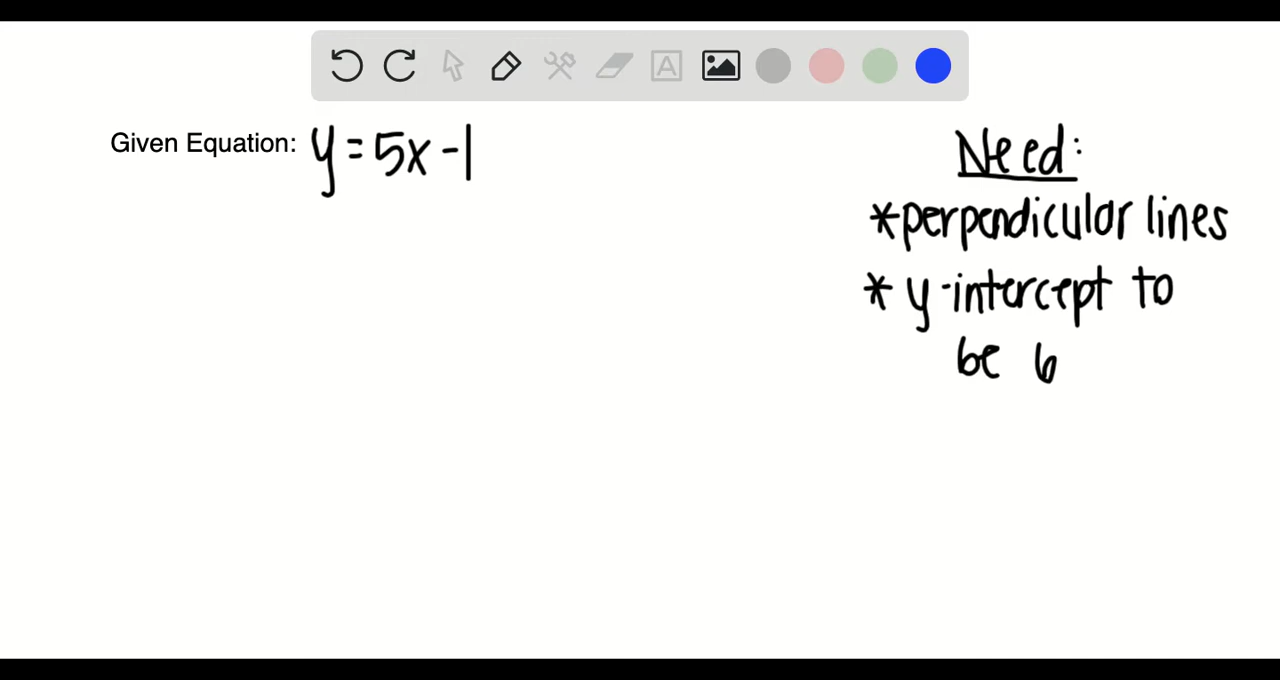 Given Equation: y = 5x - 1
Need:
* perpendicular lines
* y-intercept to
be 6